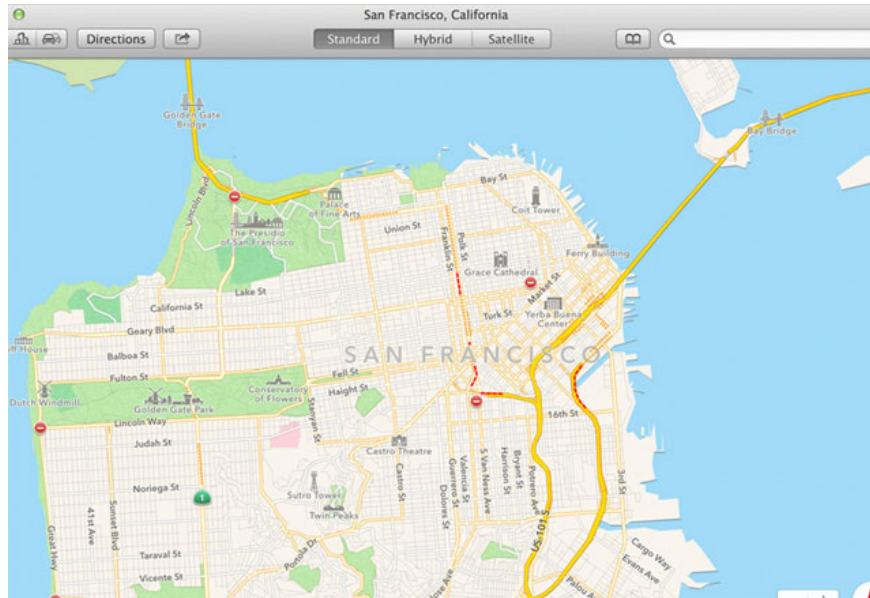 San Francisco, California
Directions
Standard
Hybrid
Satellite
Golden Gate
Bridge
Bay Bridge
Lincoln Blvd
Palace
of Fine Arts
Bay St
Coit Tower
The Presidio
of San Francisco
Union St
Franklin St
Polk St
Ferry Building
Grace Cathedral
Market St
Lake St
California St
Yerba Buena
Center
Turk St
Geary Blvd
Balboa St
SAN FRANCISCO
Fulton St
Fell St
Haight St
Conservatory
of Flowers
Dutch Windmill
Golden Gate Park
Stanyan St
Lincoln Way
16th St
Judah St
Castro Theatre
Noriega St
1
Sutro Tower
Twin Peaks
Castro St
Dolores St
Guerrero St
Valencia St
S Van Ness Ave
Harrison St
Bryant St
Potrero Ave
3rd St
US-101 S
41st Ave
Sunset Blvd
Great Hwy
Portola Dr
Taraval St
Vicente St
Cargo Way
Evans Ave
Palou